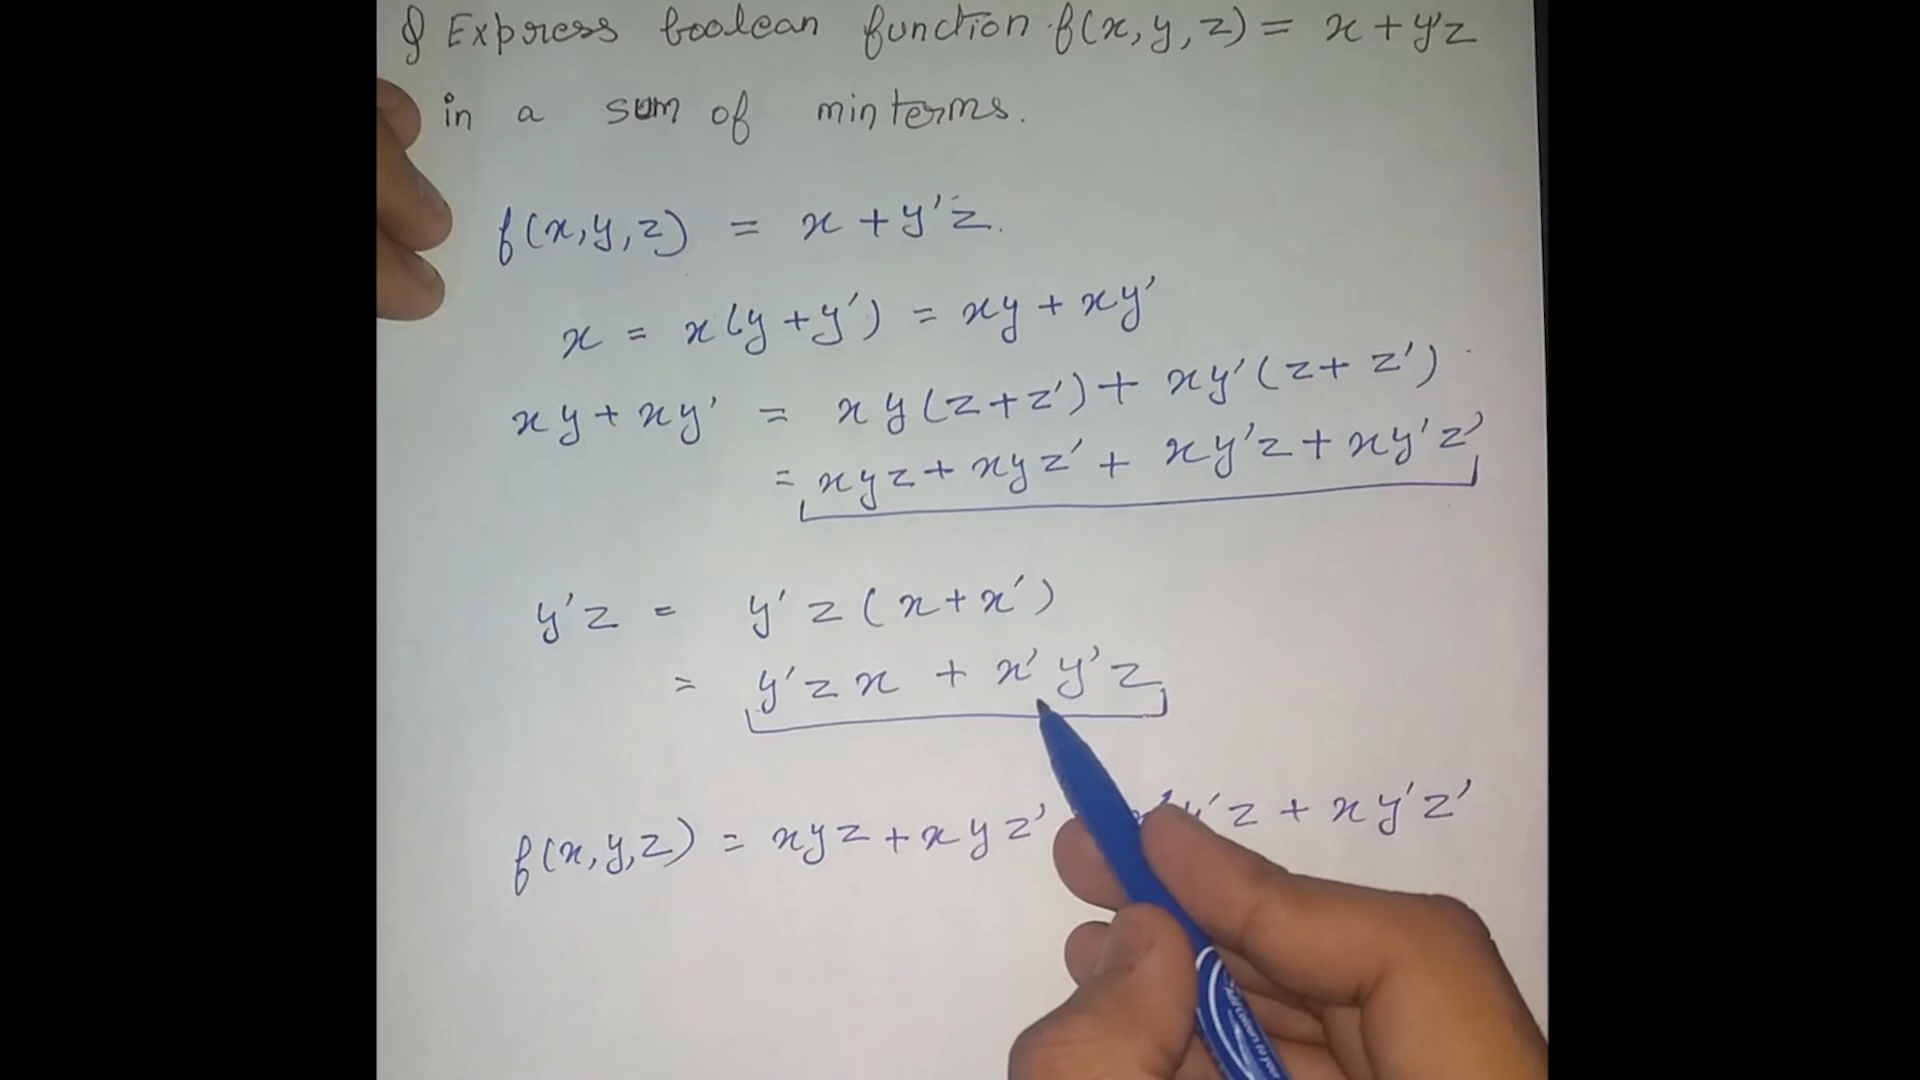 Q Express boolean function f(x, y, z) = x + y'z
in a sum of minterms.
f(x, y, z) = x + y'z.
x = x(y + y') = xy + xy'
xy + xy' = xy(z + z') + xy'(z + z')
= xyz + xyz' + xy'z + xy'z'
y'z = y'z(x + x')
= y'zx + x'y'z
f(x, y, z) = xyz + xyz' y'z + xy'z'